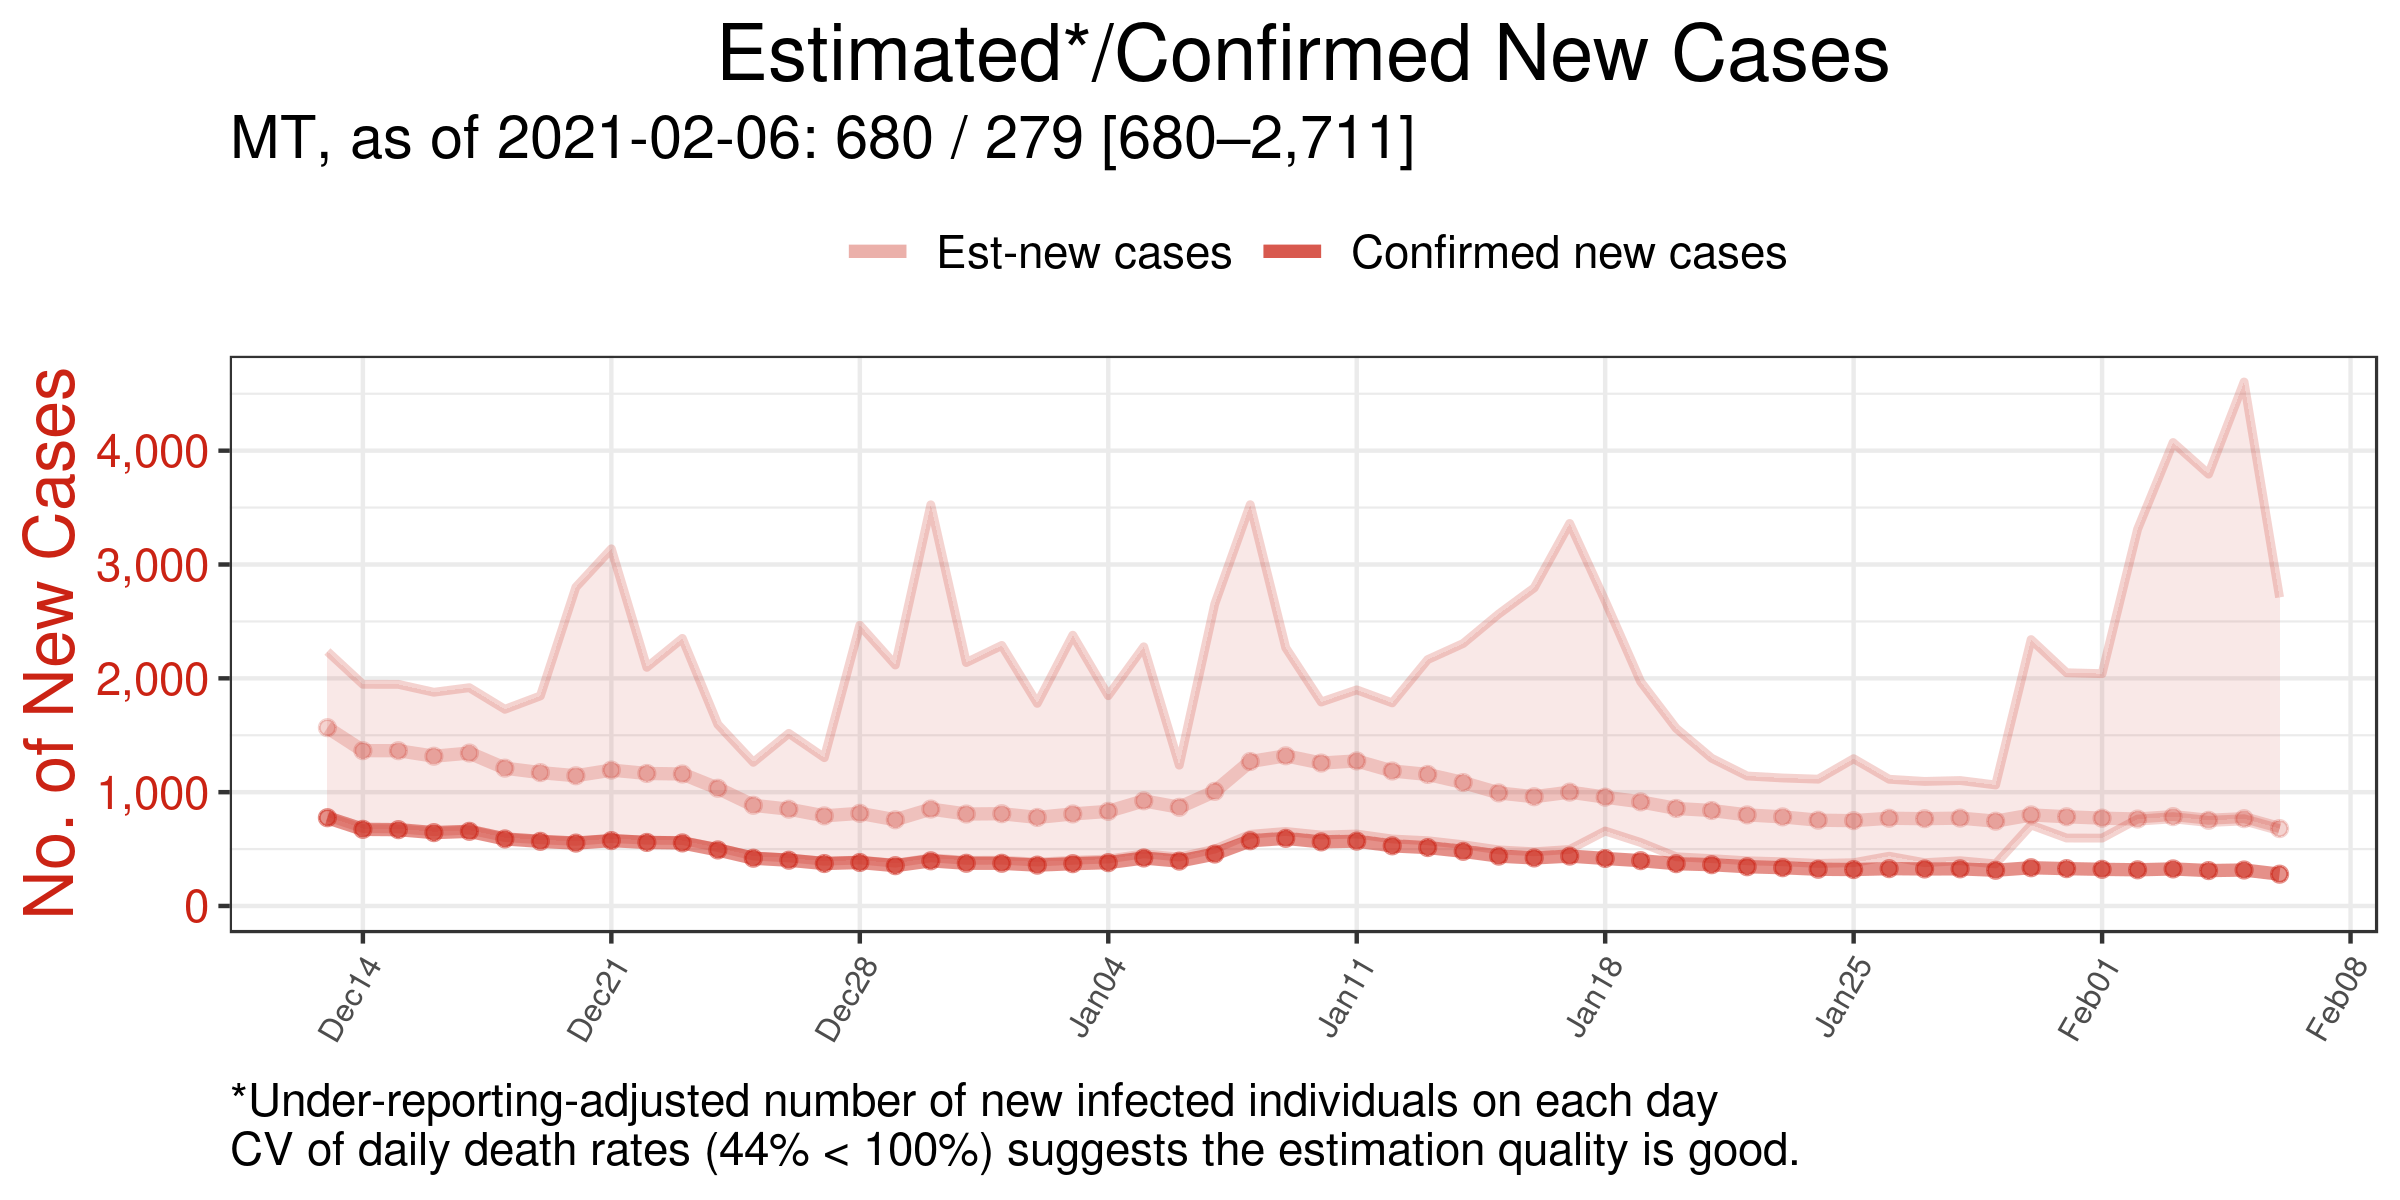 Estimated*/Confirmed New Cases
MT, as of 2021-02-06: 680 / 279 [680–2,711]
Est-new cases
Confirmed new cases
No. of New Cases
4,000
3,000
2,000
1,000
0
Dec14
Dec21
Dec28
Jan04
Jan11
Jan18
Jan25
Feb01
Feb08
*Under-reporting-adjusted number of new infected individuals on each day
CV of daily death rates (44% < 100%) suggests the estimation quality is good.